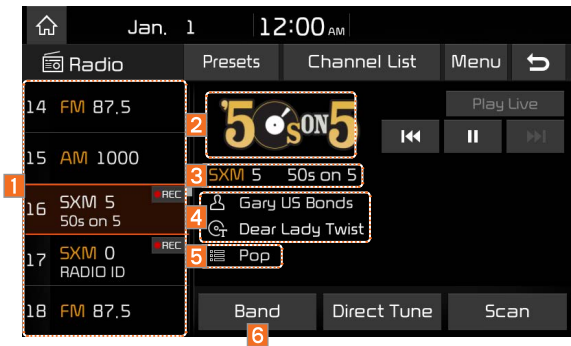 Jan. 1 12:00 AM
Radio Presets Channel List Menu
14 FM 87.5
15 AM 1000
16 SXM 5 REC
50s on 5
17 SXM 0 REC
RADIO ID
18 FM 87.5
1
2
'50s ON 5
Play Live
3
SXM 5 50s on 5
4
Gary US Bonds
Dear Lady Twist
5
Pop
Band Direct Tune Scan
6